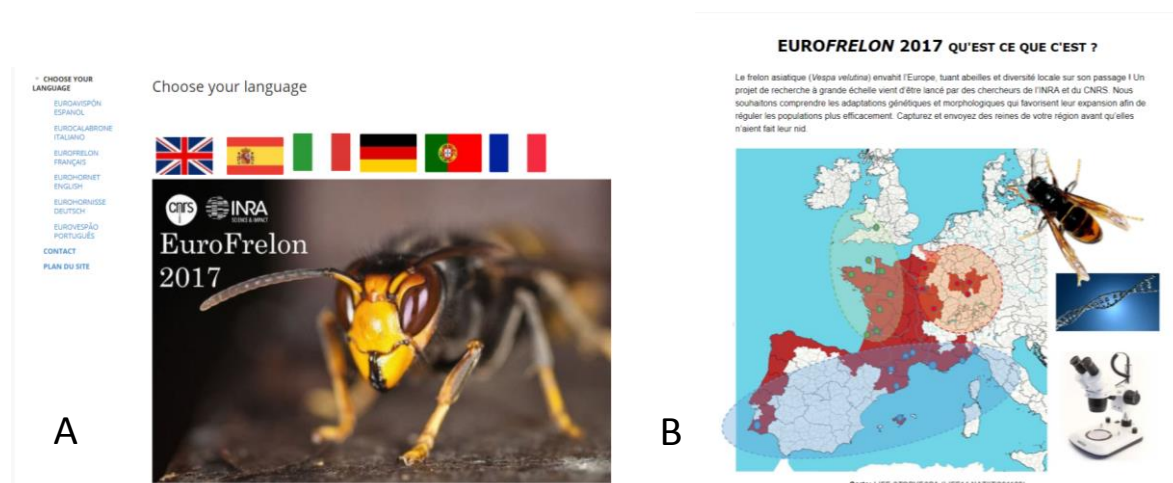 CHOOSE YOUR
LANGUAGE
EUROAVISPÓN
ESPANOL
EUROCALABRONE
ITALIANO
EUROFRELON
FRANÇAIS
EUROHORNET
ENGLISH
EUROHORNISSE
DEUTSCH
EUROVESPÃO
PORTUGUÊS
CONTACT
PLAN DU SITE
Choose your language
cnrs
INRA
SCIENCE & IMPACT
EuroFrelon
2017
A
EUROFRELON 2017 QU'EST CE QUE C'EST ?
Le frelon asiatique (Vespa velutina) envahit l'Europe, tuant abeilles et diversité locale sur son passage ! Un
projet de recherche à grande échelle vient d'être lancé par des chercheurs de l'INRA et du CNRS. Nous
souhaitons comprendre les adaptations génétiques et morphologiques qui favorisent leur expansion afin de
réguler les populations plus efficacement. Capturez et envoyez des reines de votre région avant qu'elles
n'aient fait leur nid.
B